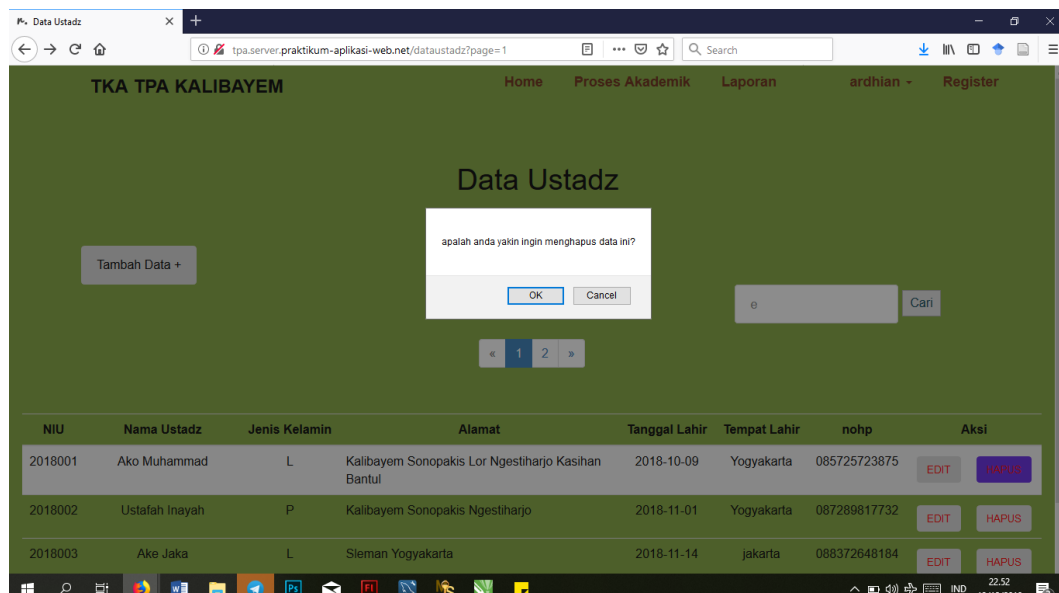 Data Ustadz
tpa.server.praktikum-aplikasi-web.net/dataustadz?page=1
Search
TKA TPA KALIBAYEM Home Proses Akademik Laporan ardhian Register
Data Ustadz
apalah anda yakin ingin menghapus data ini?
OK Cancel
Tambah Data +
e Cari
« 1 2 »
NIU Nama Ustadz Jenis Kelamin Alamat Tanggal Lahir Tempat Lahir nohp Aksi
2018001 Ako Muhammad L Kalibayem Sonopakis Lor Ngestiharjo Kasihan 2018-10-09 Yogyakarta 085725723875 EDIT HAPUS
Bantul
2018002 Ustafah Inayah P Kalibayem Sonopakis Ngestiharjo 2018-11-01 Yogyakarta 087289817732 EDIT HAPUS
2018003 Ake Jaka L Sleman Yogyakarta 2018-11-14 jakarta 088372648184 EDIT HAPUS
Ps Fl IND 22.52